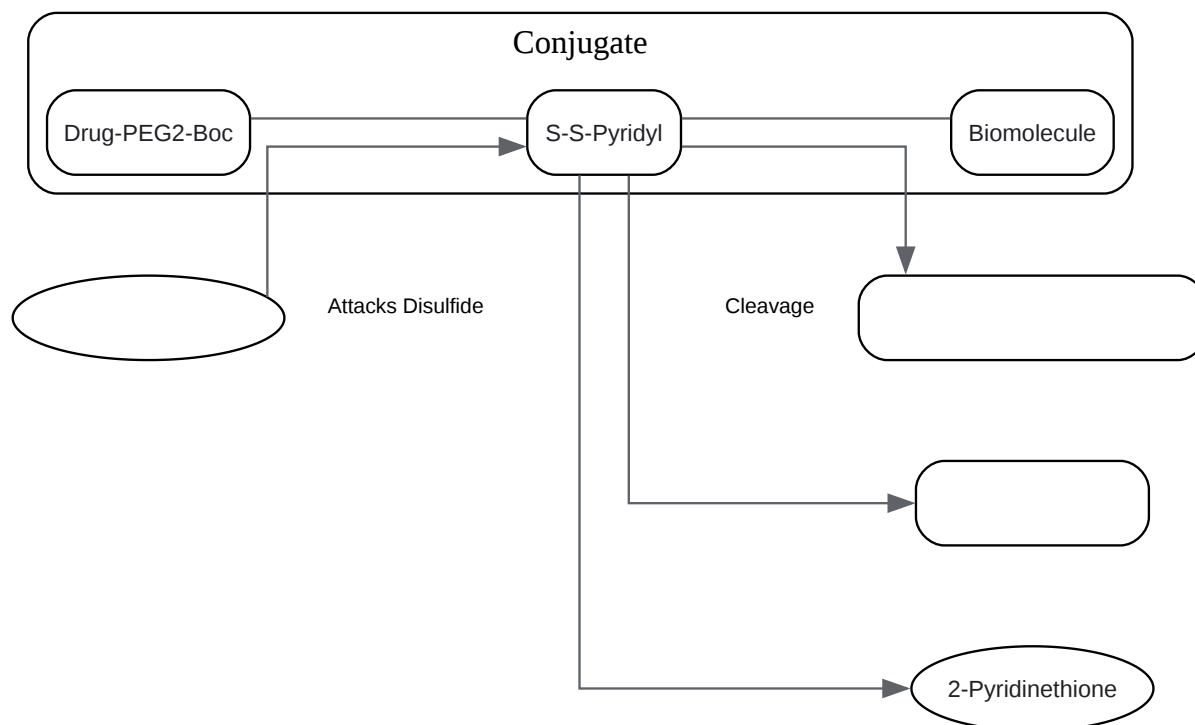 Conjugate
Drug-PEG2-Boc
S-S-Pyridyl
Biomolecule
Attacks Disulfide
Cleavage
2-Pyridinethione